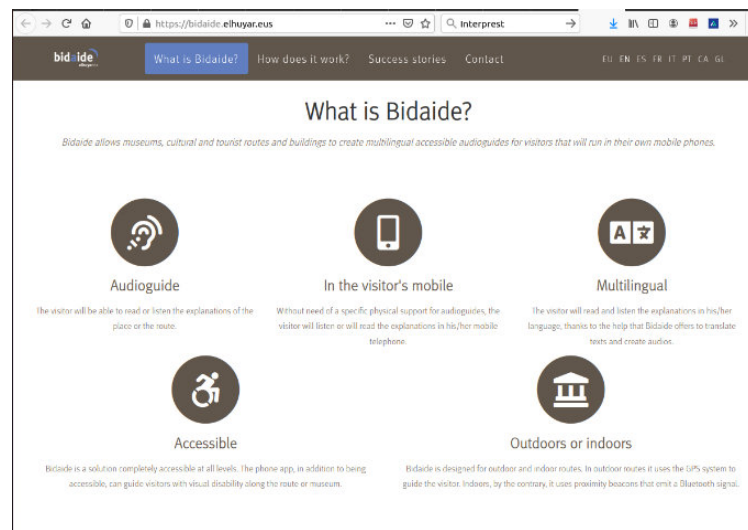 https://bidaide.elhuyar.eus
Interprest
bidaide
What is Bidaide?
How does it work?
Success stories
Contact
EU EN ES FR IT PT CA GL
What is Bidaide?
Bidaide allows museums, cultural and tourist routes and buildings to create multilingual accessible audioguides for visitors that will run in their own mobile phones.
Audioguide
The visitor will be able to read or listen the explanations of the
place or the route.
In the visitor's mobile
Without need of a specific physical support for audioguides, the
visitor will listen or will read the explanations in his/her mobile
telephone.
A 文
Multilingual
The visitor will read and listen the explanations in his/her
language, thanks to the help that Bidaide offers to translate
texts and create audios.
Accessible
Bidaide is a solution completely accessible at all levels. The phone app, in addition to being
accessible, can guide visitors with visual disability along the route or museum.
Outdoors or indoors
Bidaide is designed for outdoor and indoor routes. In outdoor routes it uses the GPS system to
guide the visitor. Indoors, by the contrary, it uses proximity beacons that emit a Bluetooth signal.